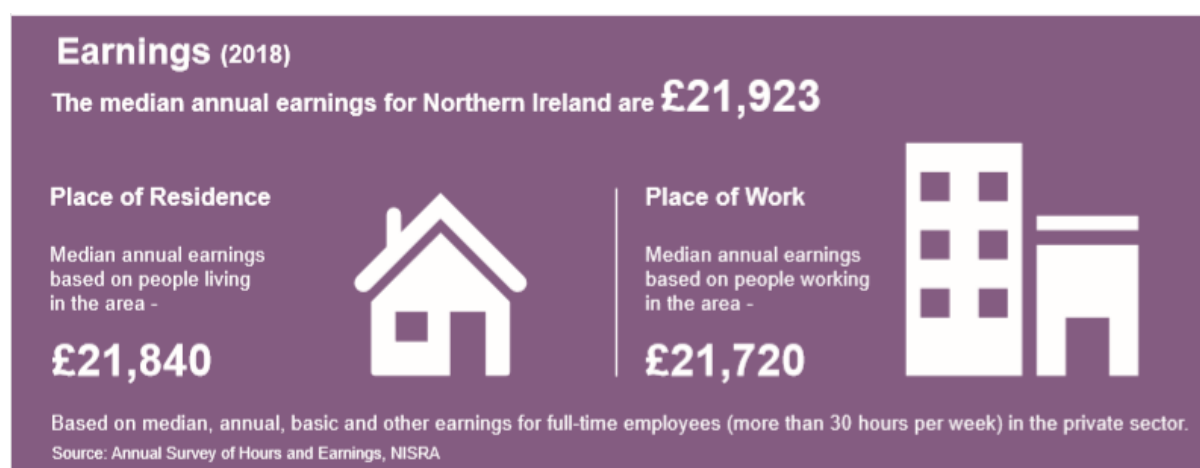 Earnings (2018)
The median annual earnings for Northern Ireland are £21,923
Place of Residence
Median annual earnings
based on people living
in the area -
£21,840
Place of Work
Median annual earnings
based on people working
in the area -
£21,720
Based on median, annual, basic and other earnings for full-time employees (more than 30 hours per week) in the private sector.
Source: Annual Survey of Hours and Earnings, NISRA